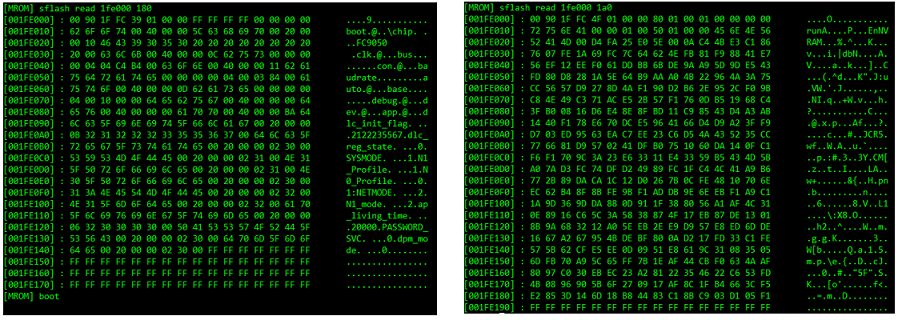 [MROM] sflash read 1fe000 180
[001FE000] : 00 90 1F FC 39 01 00 00 FF FF FF FF 00 00 00 00 ....9...........
[001FE010] : 62 6F 6F 74 00 40 00 00 5C 63 68 69 70 00 20 00 boot.@..\chip. .
[001FE020] : 00 10 46 43 39 30 35 30 20 20 20 20 20 20 20 20 ..FC9050
[001FE030] : 20 00 63 6C 6B 00 40 00 00 0C 62 75 73 00 00 00 .clk.@...bus...
[001FE040] : 00 04 04 C4 B4 00 63 6F 6E 00 40 00 00 11 62 61 ......con.@...ba
[001FE050] : 75 64 72 61 74 65 00 00 00 00 04 00 03 84 00 61 udrate.........a
[001FE060] : 75 74 6F 00 40 00 00 0D 62 61 73 65 00 00 00 00 uto.@...base....
[001FE070] : 04 00 10 00 00 64 65 62 75 67 00 40 00 00 04 64 .....debug.@...d
[001FE080] : 65 76 00 40 00 00 00 61 70 70 00 40 00 00 8A 64 ev.@...app.@...d
[001FE090] : 6C 63 5F 69 6E 69 74 5F 66 6C 61 67 00 20 00 00 lc_init_flag. ..
[001FE0A0] : 0B 32 31 32 32 32 33 35 35 36 37 00 64 6C 63 5F .2122235567.dlc_
[001FE0B0] : 72 65 67 5F 73 74 61 74 65 00 20 00 00 02 30 00 reg_state. ...0.
[001FE0C0] : 53 59 53 4D 4F 44 45 00 20 00 00 02 31 00 4E 31 SYSMODE. ...1.N1
[001FE0D0] : 5F 50 72 6F 66 69 6C 65 00 20 00 00 02 31 00 4E _Profile. ...1.N
[001FE0E0] : 30 5F 50 72 6F 66 69 6C 65 00 20 00 00 02 30 00 0_Profile. ...0.
[001FE0F0] : 31 3A 4E 45 54 4D 4F 44 45 00 20 00 00 02 00 32 00 1:NETMODE. ...2.
[001FE100] : 4E 31 5F 6D 6F 64 65 00 20 00 00 02 32 00 61 70 N1_mode. ...2.ap
[001FE110] : 5F 6C 69 76 69 6E 67 5F 74 69 6D 65 00 20 00 00 _living_time. ..
[001FE120] : 06 32 30 30 30 30 00 50 41 53 53 57 4F 52 44 5F .20000.PASSWORD_
[001FE130] : 53 56 43 00 20 00 00 02 30 00 64 70 6D 5F 6D 6F SVC. ...0.dpm_mo
[001FE140] : 64 65 00 20 00 00 02 30 00 FF FF FF FF FF FF FF de. ...0........
[001FE150] : FF FF FF FF FF FF FF FF FF FF FF FF FF FF FF FF ................
[001FE160] : FF FF FF FF FF FF FF FF FF FF FF FF FF FF FF FF ................
[001FE170] : FF FF FF FF FF FF FF FF FF FF FF FF FF FF FF FF ................
[MROM] boot
[MROM] sflash read 1fe000 1a0
[001FE000] : 00 90 1F FC 4F 01 00 00 80 01 00 01 00 00 00 00 ....O...........
[001FE010] : 72 75 6E 41 00 00 01 00 50 01 00 00 45 6E 4E 56 runA....P...EnNV
[001FE020] : 52 41 4D 00 D4 FA 25 E0 5E 00 0A C4 4B E3 C1 86 RAM...%.^...K...
[001FE030] : 76 07 FE 1A 69 FC 7C 64 62 4E 81 F9 88 41 E7 v...i.|dbN...A.
[001FE040] : 56 EF 12 EE F0 61 DD BB 6B DE 9A A9 5D 9D E5 43 V....a..k...]..C
[001FE050] : FD 80 D8 28 1A 5E 64 B9 AA A0 4B 22 96 4A 3A 75 ...(.^d...K".J:u
[001FE060] : CC 56 57 D9 27 8D 4A F1 90 D2 B6 2E 95 2C F0 9B .VW.'.J......,..
[001FE070] : C8 4E 49 C3 71 AC E5 2B 57 F1 76 0D B5 19 68 C4 .NI.q..+W.v...h.
[001FE080] : 3F B0 0B 16 D6 E4 8E 8F 8D 11 C9 85 43 D4 A3 AB ?...........C...
[001FE090] : 14 40 F1 78 E6 70 DC E5 96 41 66 D4 D9 A2 3F F9 .@.x.p...Af...?.
[001FE0A0] : D7 03 ED 95 63 EA C7 EE 23 C6 D5 4A 43 52 35 CC ....c...#..JCR5.
[001FE0B0] : 77 66 81 D9 57 02 41 DF B0 75 10 60 DA 14 0F C1 wf..W.A..u.`....
[001FE0C0] : F6 F1 70 9C 3A 23 E6 33 11 E4 33 59 B5 43 4D 5B ..p.:#.3..3Y.CM[
[001FE0D0] : A0 7A D3 FC 74 DF D2 49 89 FC 1F C4 4C 41 A9 B6 .z..t..I....LA..
[001FE0E0] : 77 2B 89 DA CA 1C 12 D0 26 7B 0C FE 48 10 70 6E w+......&{..H.pn
[001FE0F0] : EC 62 B4 8F 8B FE 9B F1 AD DB 9E 6E EB F1 A9 C1 .b.........n....
[001FE100] : 1A 9D 36 9D DA 88 0D 91 1F 38 80 56 A1 AF 4C 31 ..6......8.V..L1
[001FE110] : 0E 89 16 C6 5C 3A 58 38 87 4F 17 EB 87 DE 13 01 ....\:X8.O......
[001FE120] : 8B 9A 68 32 12 A0 5E EB 2E E9 D9 57 E8 ED 6D DE ..h2..^....W..m.
[001FE130] : 16 67 A2 67 95 4B DE BF 80 0A D2 17 FD 33 C1 FE .g.g.K.......3..
[001FE140] : 57 5B 62 CF E5 EE 0D 09 51 EB 61 9C 31 08 35 05 W[b.....Q.a.1.5.
[001FE150] : 6D FB 70 A9 5C 65 FF 7B 1E AF 44 CB F0 63 4A AF m.p.\e.{..D..cJ.
[001FE160] : 80 97 C0 30 EB EC 23 A2 81 22 35 46 22 C6 53 FD ...0..#.."5F".S.
[001FE170] : 4B 08 96 90 5B 6F 27 09 17 AF 8C 1F B4 66 3C F5 K...[o'......f<.
[001FE180] : E2 85 3D 14 6D 18 B8 44 83 C1 88 C9 03 D1 05 F1 ..=.m..D........
[001FE190] : FF FF FF FF FF FF FF FF FF FF FF FF FF FF FF FF ................